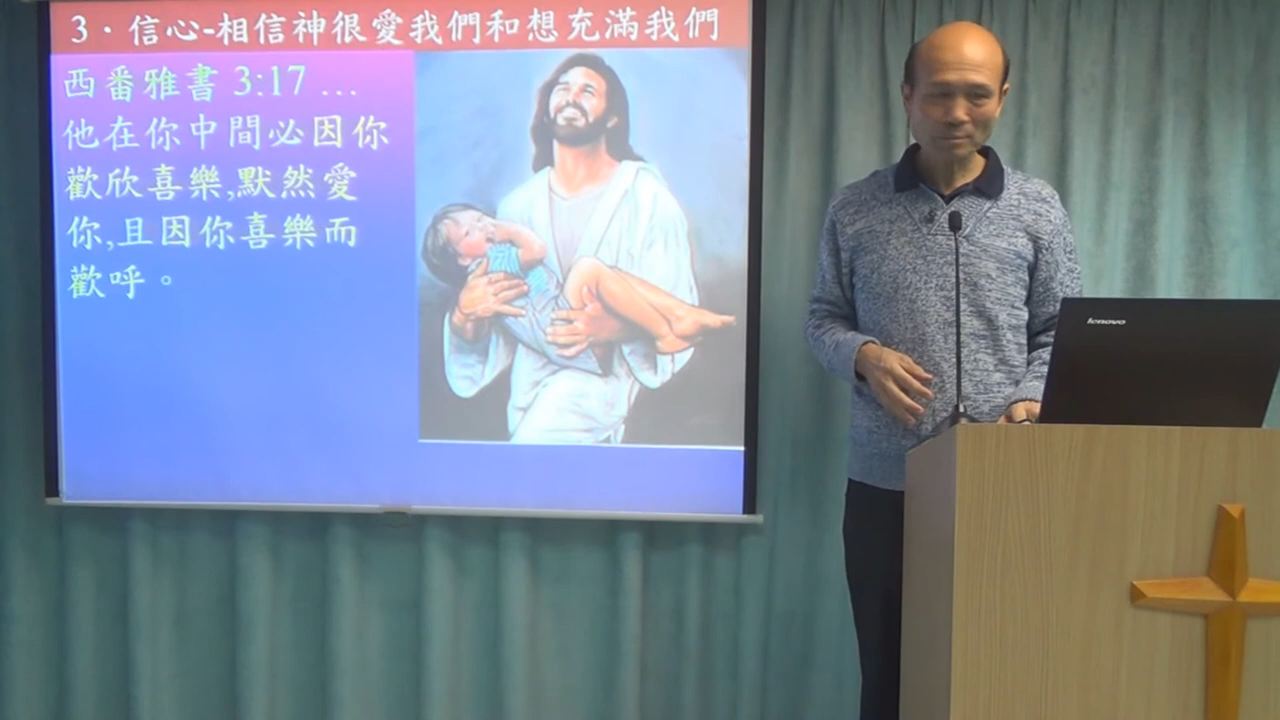 3．信心-相信神很愛我們和想充滿我們
西番雅書 3:17 …
他在你中間必因你
歡欣喜樂,默然愛
你,且因你喜樂而
歡呼。
lenovo